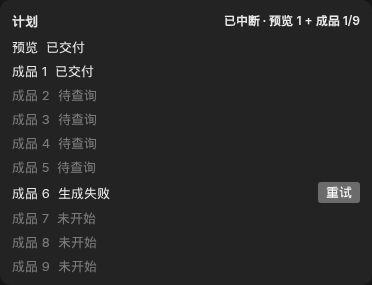 计划 已中断 · 预览 1 + 成品 1/9
预览 已交付
成品 1 已交付
成品 2 待查询
成品 3 待查询
成品 4 待查询
成品 5 待查询
成品 6 生成失败 重试
成品 7 未开始
成品 8 未开始
成品 9 未开始